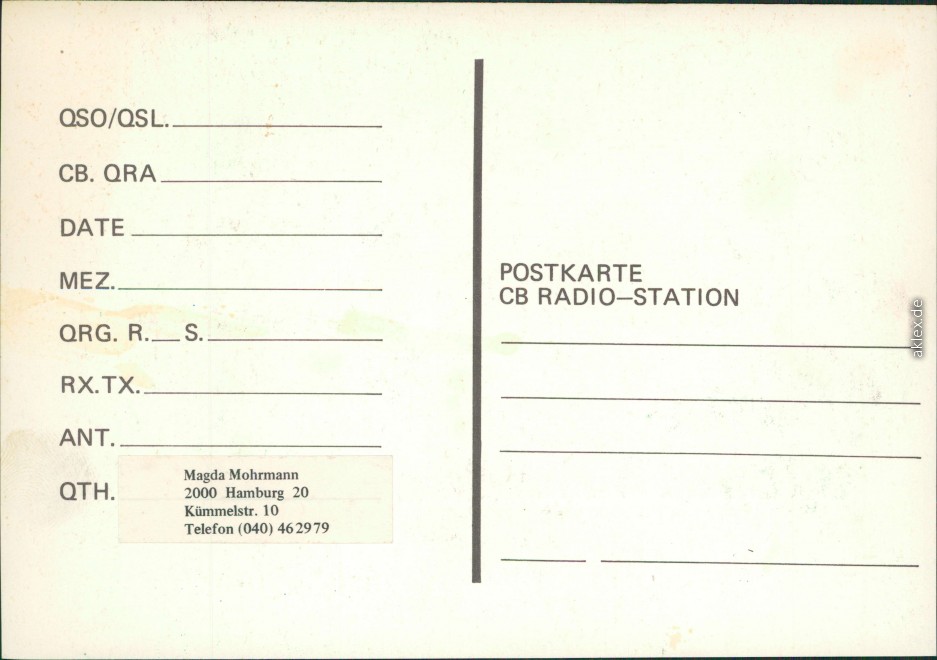 QSO/QSL.
CB. QRA
DATE
MEZ.
QRG. R. S.
RX.TX.
ANT.
QTH.
Magda Mohrmann
2000 Hamburg 20
Kümmelstr. 10
Telefon (040) 462979
POSTKARTE
CB RADIO—STATION
aklex.de